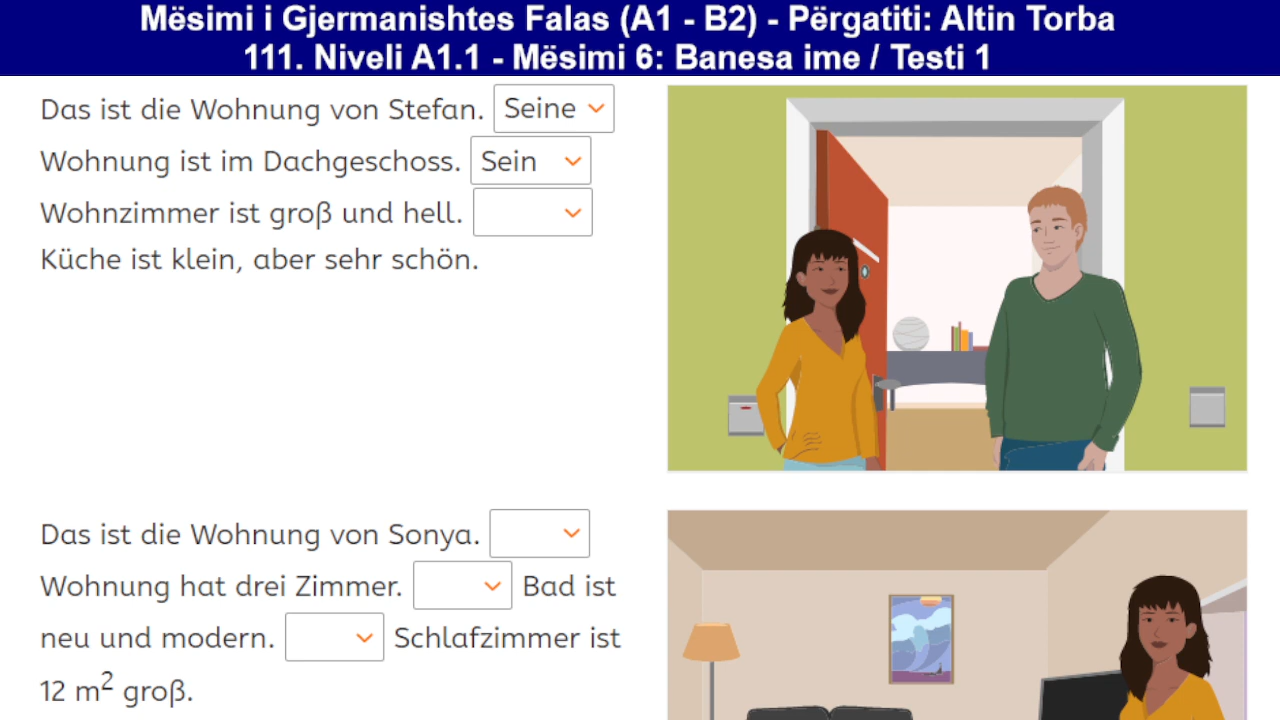 Mësimi i Gjermanishtes Falas (A1 - B2) - Përgatiti: Altin Torba
111. Niveli A1.1 - Mësimi 6: Banesa ime / Testi 1
Das ist die Wohnung von Stefan. Seine
Wohnung ist im Dachgeschoss. Sein
Wohnzimmer ist groß und hell.
Küche ist klein, aber sehr schön.
Das ist die Wohnung von Sonya.
Wohnung hat drei Zimmer. Bad ist
neu und modern. Schlafzimmer ist
12 m² groß.